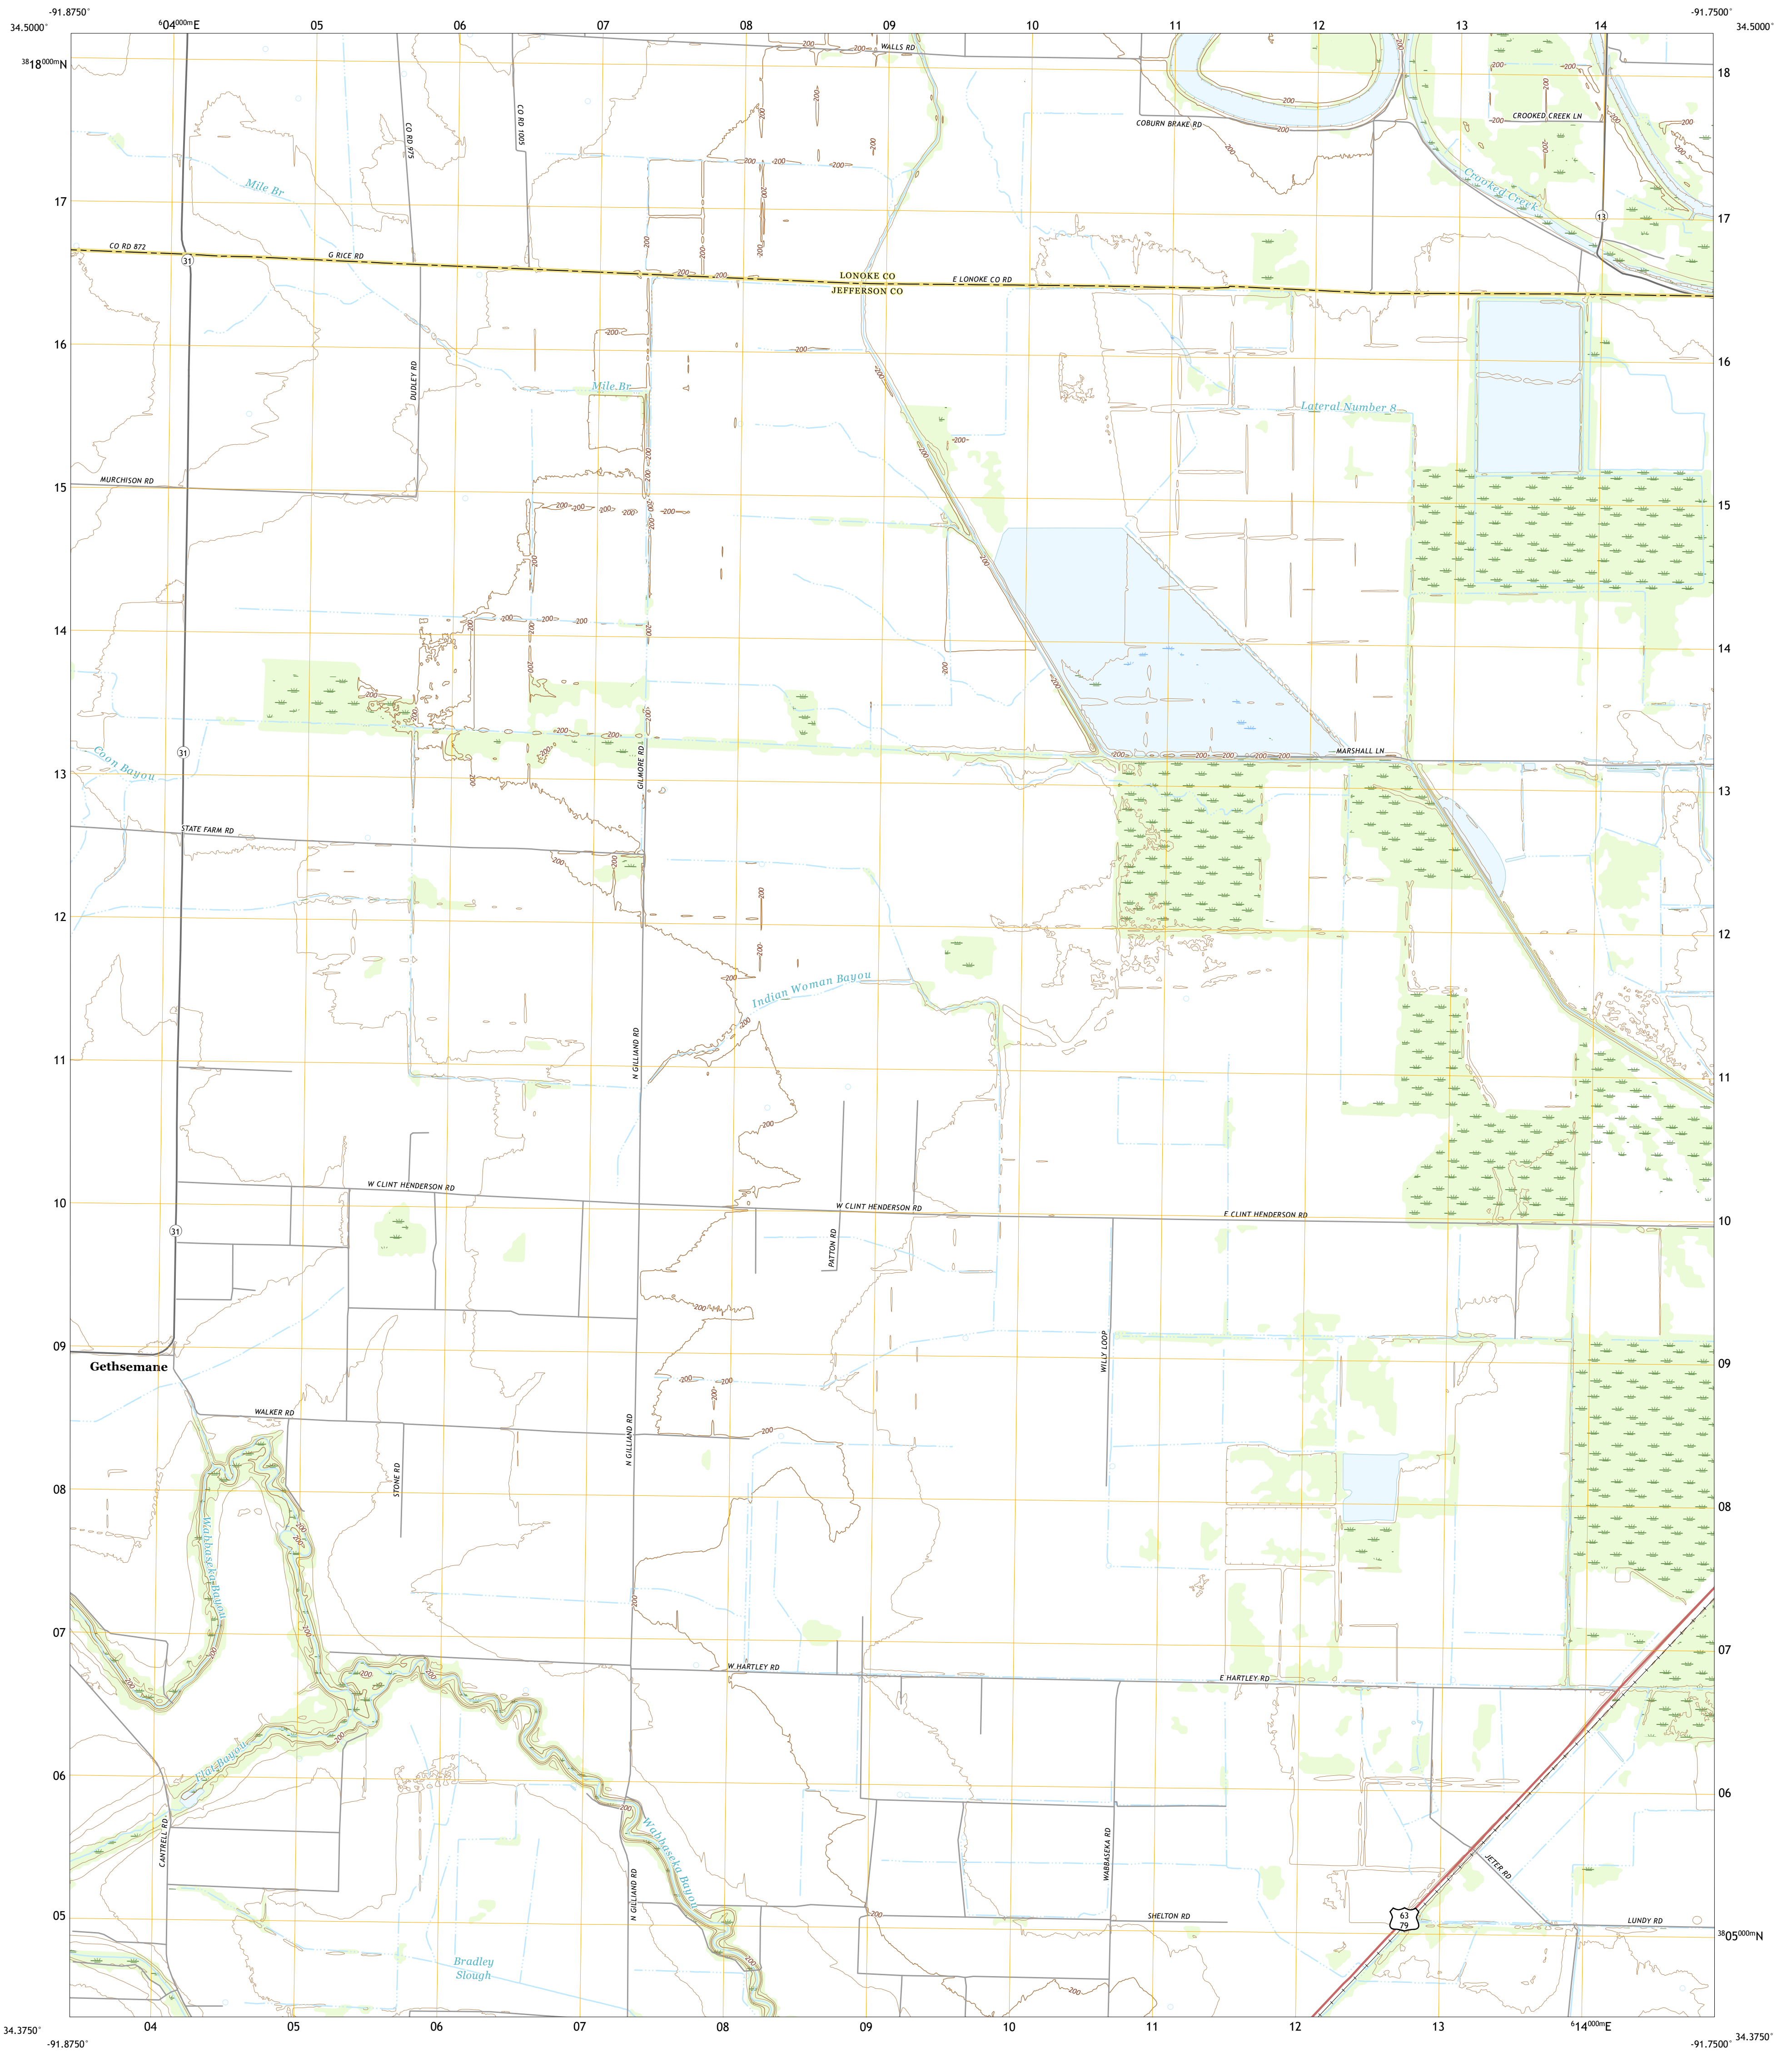 -91.8750°
⁶04⁰⁰⁰ᵐE
05
06
07
08
09
10
11
12
13
14
-91.7500°
34.5000°
34.5000°
³⁸18⁰⁰⁰ᵐN
18
WALLS RD
CO RD 975
CO RD 1005
COBURN BRAKE RD
CROOKED CREEK LN
Mile Br
Crooked Creek
17
17
13
CO RD 872
31
G RICE RD
LONOKE CO
JEFFERSON CO
E LONOKE CO RD
16
16
DUDLEY RD
Mile Br
Lateral Number 8
MURCHISON RD
15
15
14
14
Coon Bayou
31
GILMORE RD
MARSHALL LN
13
13
STATE FARM RD
12
12
Indian Woman Bayou
N GILLIAND RD
11
11
W CLINT HENDERSON RD
W CLINT HENDERSON RD
E CLINT HENDERSON RD
10
10
31
PATTON RD
WILLY LOOP
09
09
Gethsemane
WALKER RD
N GILLIAND RD
STONE RD
08
08
Wabbaseka Bayou
07
07
W HARTLEY RD
E HARTLEY RD
Flat Bayou
06
06
CANTRELL RD
Wabbaseka Bayou
WABBASEKA RD
JETER RD
N GILLIAND RD
05
SHELTON RD
63
79
LUNDY RD
³⁸05⁰⁰⁰ᵐN
Bradley
Slough
200
34.3750°
34.3750°
-91.8750°
04
05
06
07
08
09
10
11
12
13
⁶14⁰⁰⁰ᵐE
-91.7500°